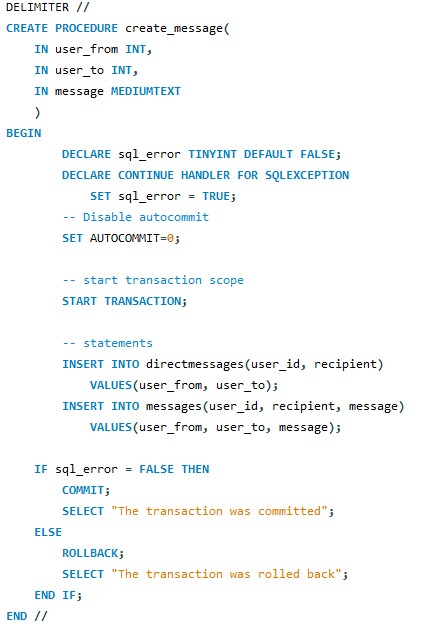 DELIMITER //
CREATE PROCEDURE create_message(
    IN user_from INT,
    IN user_to INT,
    IN message MEDIUMTEXT
    )
BEGIN
        DECLARE sql_error TINYINT DEFAULT FALSE;
        DECLARE CONTINUE HANDLER FOR SQLEXCEPTION
            SET sql_error = TRUE;
        -- Disable autocommit
        SET AUTOCOMMIT=0;

        -- start transaction scope
        START TRANSACTION;

        -- statements
        INSERT INTO directmessages(user_id, recipient)
            VALUES(user_from, user_to);
        INSERT INTO messages(user_id, recipient, message)
            VALUES(user_from, user_to, message);

    IF sql_error = FALSE THEN
        COMMIT;
        SELECT "The transaction was committed";
    ELSE
        ROLLBACK;
        SELECT "The transaction was rolled back";
    END IF;
END //